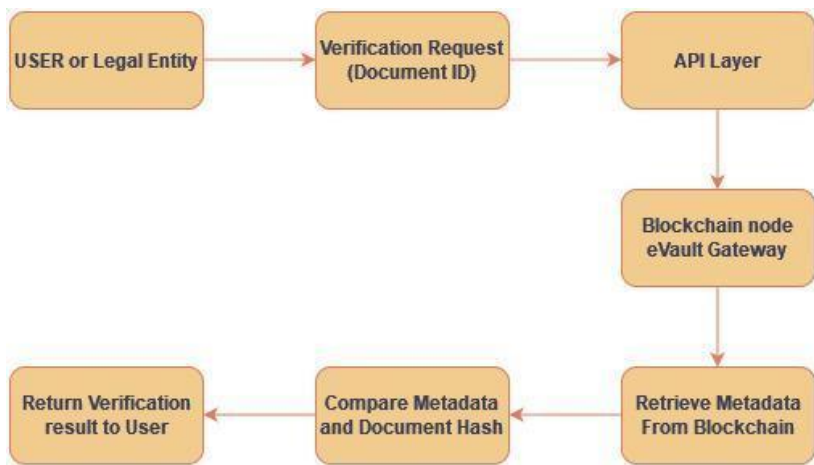 USER or Legal Entity
Verification Request
(Document ID)
API Layer
Blockchain node
eVault Gateway
Retrieve Metadata
From Blockchain
Compare Metadata
and Document Hash
Return Verification
result to User